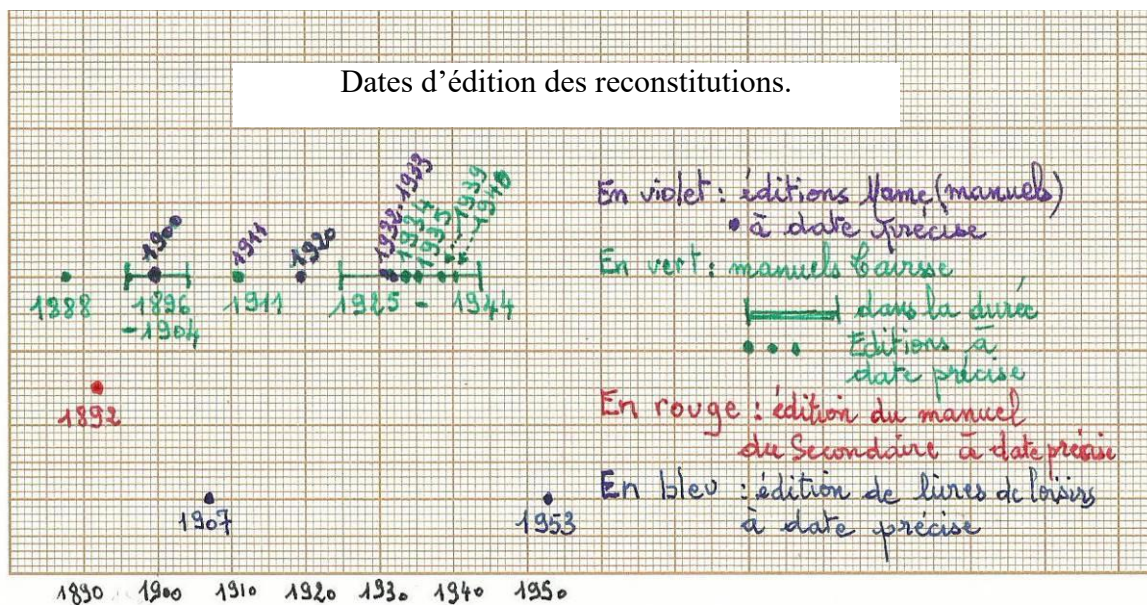 Dates d'édition des reconstitutions.
1900
1911
1920
1932-1933
1934
1935
1939
1940
1888
1896
-1904
1911
1925 - 1944
1892
1907
1953
1890 1900 1910 1920 1930 1940 1950
En violet : éditions Mame (manuels)
• à date précise
En vert : manuels Cavisse
dans la durée
Editions à
date précise
En rouge : édition du manuel
du Secondaire à date précise
En bleu : édition de livres de loisirs
à date précise